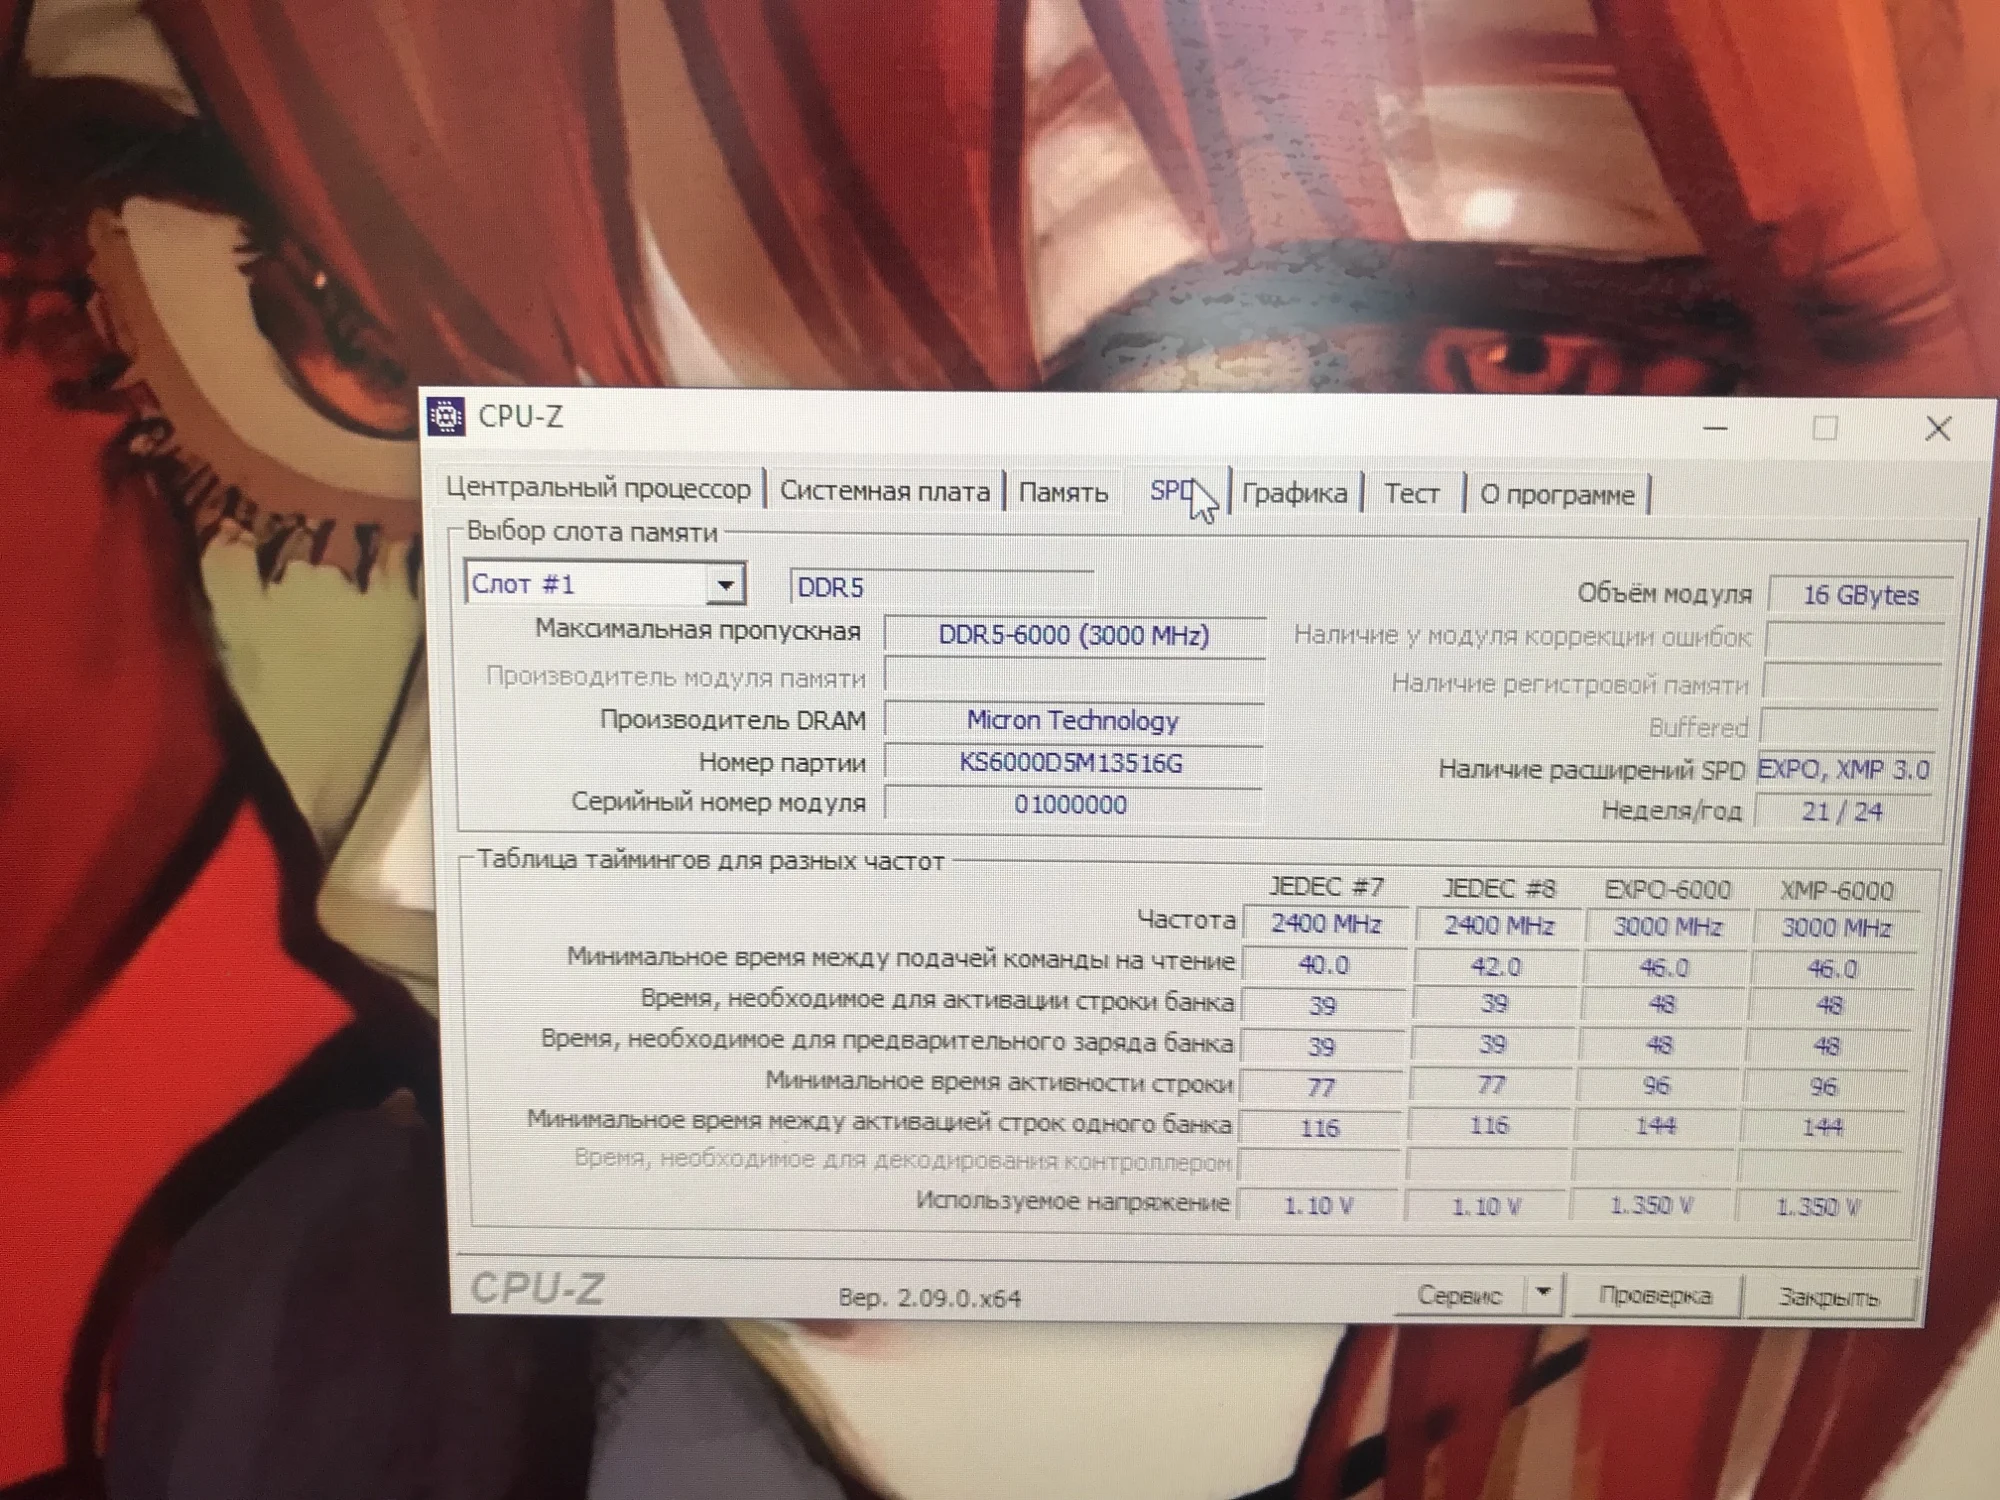 CPU-Z
Центральный процессор Системная плата Память SPD Графика Тест О программе
Выбор слота памяти
Слот #1 DDR5 Объём модуля 16 GBytes
Максимальная пропускная DDR5-6000 (3000 MHz) Наличие у модуля коррекции ошибок
Производитель модуля памяти Наличие регистровой памяти
Производитель DRAM Micron Technology Buffered
Номер партии KS6000D5M13516G Наличие расширений SPD EXPO, XMP 3.0
Серийный номер модуля 01000000 Неделя/год 21 / 24
Таблица таймингов для разных частот
JEDEC #7 JEDEC #8 EXPO-6000 XMP-6000
Частота 2400 MHz 2400 MHz 3000 MHz 3000 MHz
Минимальное время между подачей команды на чтение 40.0 42.0 46.0 46.0
Время, необходимое для активации строки банка 39 39 48 48
Время, необходимое для предварительного заряда банка 39 39 48 48
Минимальное время активности строки 77 77 96 96
Минимальное время между активацией строк одного банка 116 116 144 144
Время, необходимое для декодирования контроллером
Используемое напряжение 1.10 V 1.10 V 1.350 V 1.350 V
CPU-Z Вер. 2.09.0.x64 Сервис Проверка Закрыть